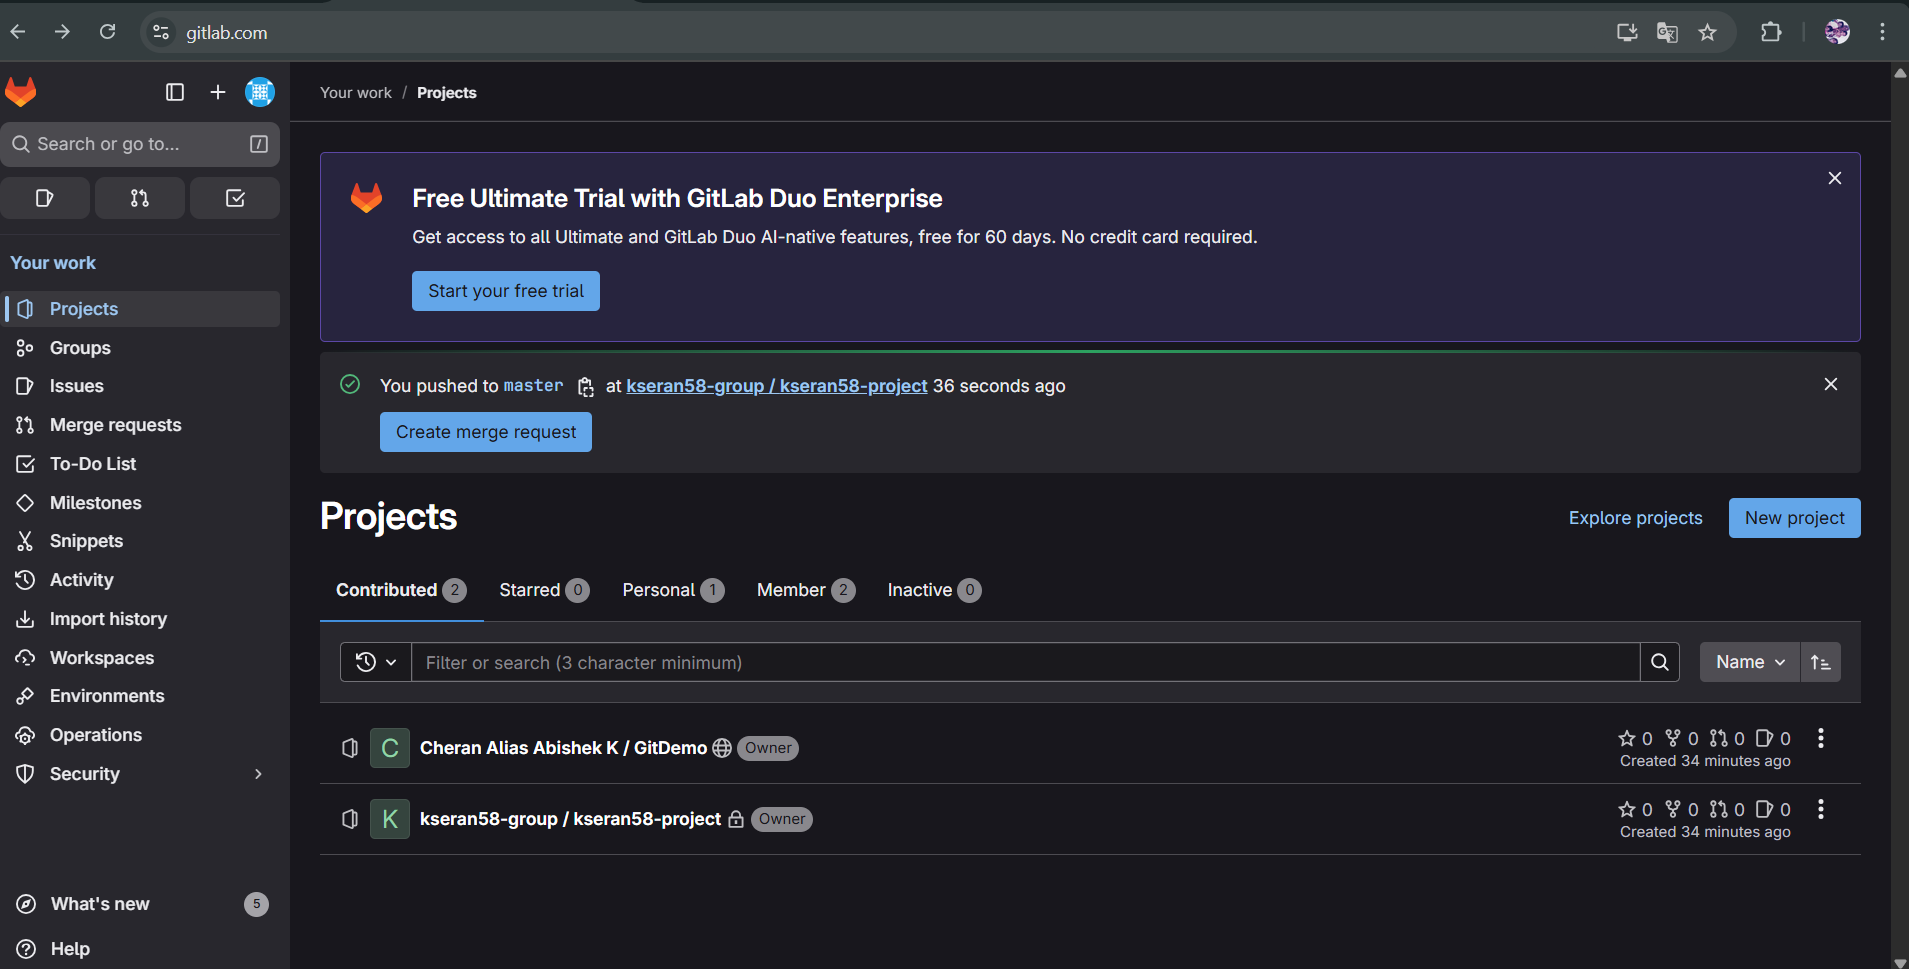 gitlab.com
Your work / Projects
Search or go to...
/
Free Ultimate Trial with GitLab Duo Enterprise
Get access to all Ultimate and GitLab Duo AI-native features, free for 60 days. No credit card required.
Start your free trial
Your work
Projects
Groups
Issues
Merge requests
To-Do List
Milestones
Snippets
Activity
Import history
Workspaces
Environments
Operations
Security
What's new 5
Help
You pushed to master at kseran58-group / kseran58-project 36 seconds ago
Create merge request
Projects
Explore projects
New project
Contributed 2 Starred 0 Personal 1 Member 2 Inactive 0
Filter or search (3 character minimum)
Name
C Cheran Alias Abishek K / GitDemo Owner
0 0 0 0
Created 34 minutes ago
K kseran58-group / kseran58-project Owner
0 0 0 0
Created 34 minutes ago